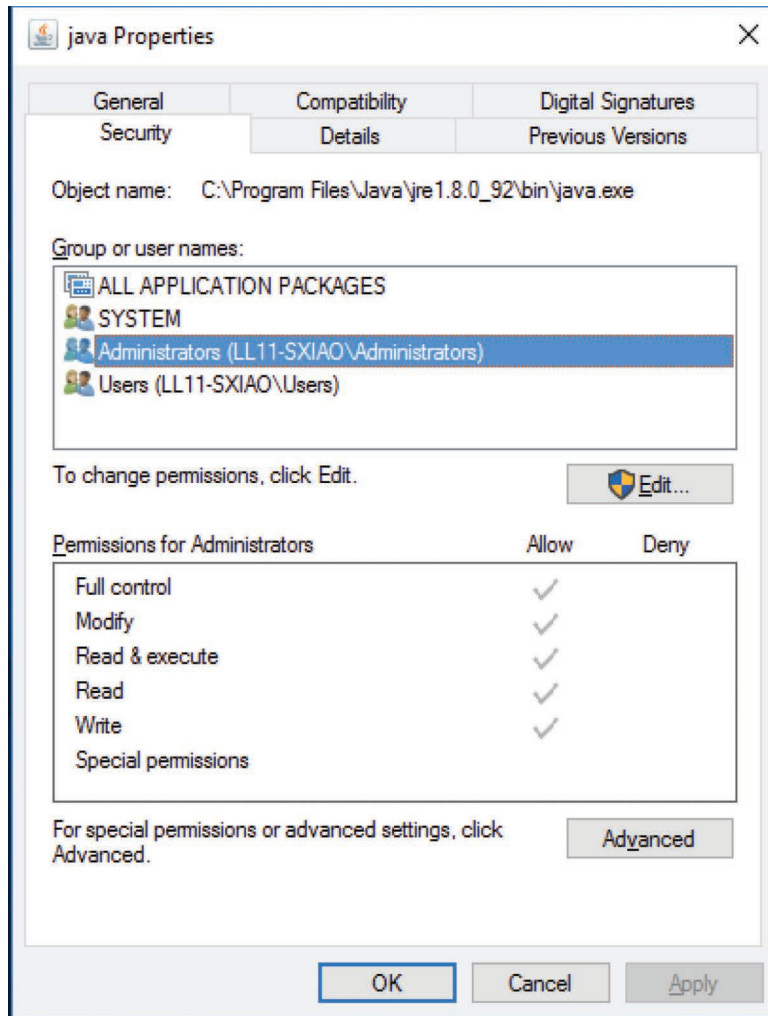 java Properties
General Compatibility Digital Signatures
Security Details Previous Versions
Object name: C:\Program Files\Java\jre1.8.0_92\bin\java.exe
Group or user names:
ALL APPLICATION PACKAGES
SYSTEM
Administrators (LL11-SXIAO\Administrators)
Users (LL11-SXIAO\Users)
To change permissions, click Edit.
Edit...
Permissions for Administrators Allow Deny
Full control
Modify
Read & execute
Read
Write
Special permissions
For special permissions or advanced settings, click
Advanced.
Advanced
OK Cancel Apply